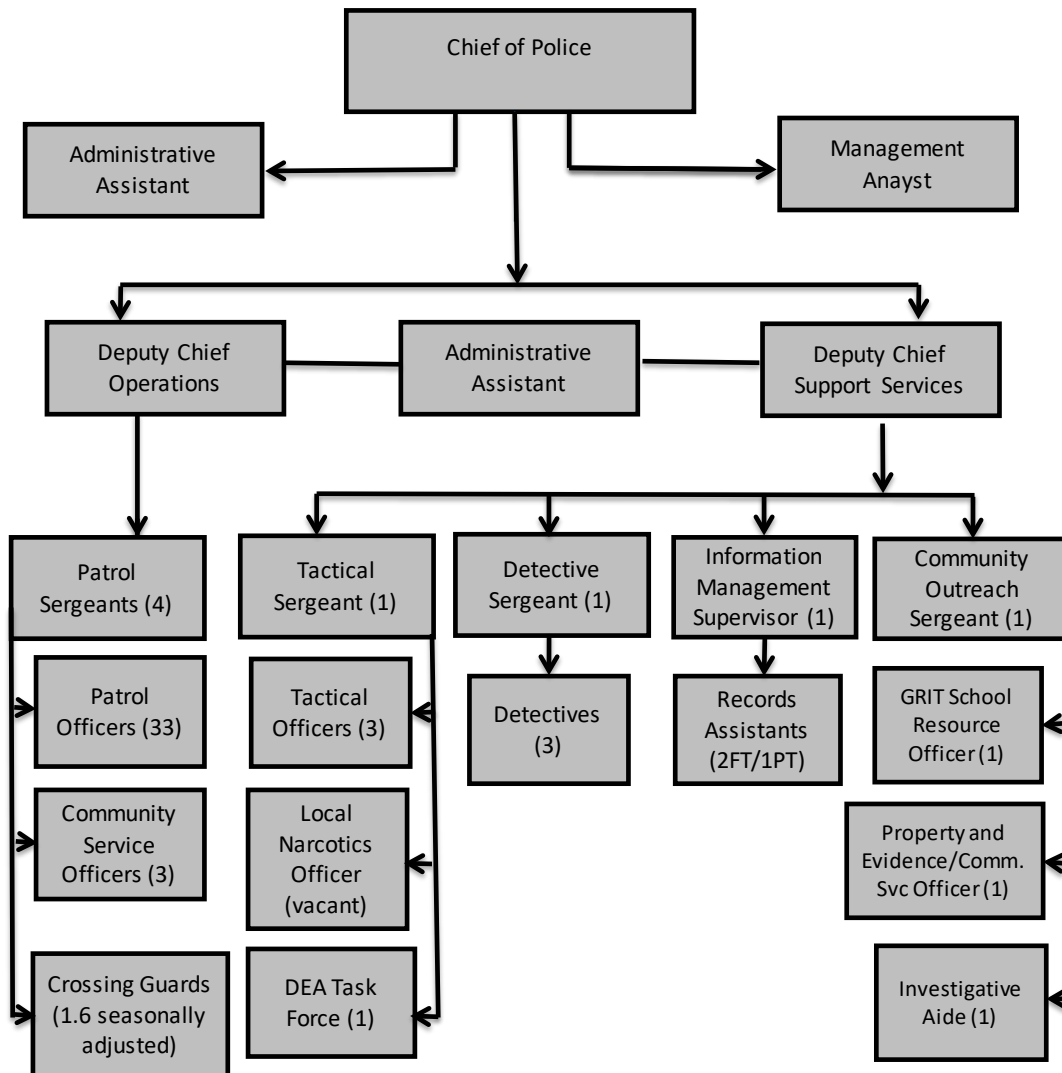 Chief of Police
Administrative
Assistant
Management
Anayst
Deputy Chief
Operations
Administrative
Assistant
Deputy Chief
Support Services
Patrol
Sergeants (4)
Tactical
Sergeant (1)
Detective
Sergeant (1)
Information
Management
Supervisor (1)
Community
Outreach
Sergeant (1)
Patrol
Officers (33)
Tactical
Officers (3)
Detectives
(3)
Records
Assistants
(2FT/1PT)
GRIT School
Resource
Officer (1)
Community
Service
Officers (3)
Local
Narcotics
Officer
(vacant)
Property and
Evidence/Comm.
Svc Officer (1)
Crossing Guards
(1.6 seasonally
adjusted)
DEA Task
Force (1)
Investigative
Aide (1)